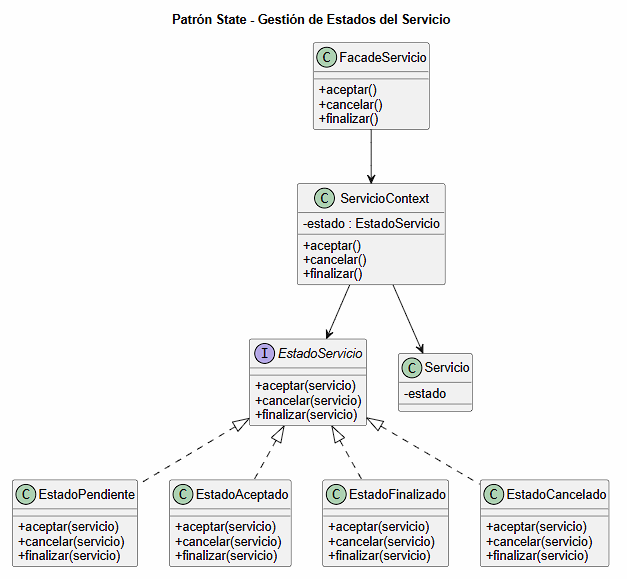 Patrón State - Gestión de Estados del Servicio
C FacadeServicio
+aceptar()
+cancelar()
+finalizar()
C ServicioContext
-estado : EstadoServicio
+aceptar()
+cancelar()
+finalizar()
I EstadoServicio
+aceptar(servicio)
+cancelar(servicio)
+finalizar(servicio)
C Servicio
-estado
C EstadoPendiente
+aceptar(servicio)
+cancelar(servicio)
+finalizar(servicio)
C EstadoAceptado
+aceptar(servicio)
+cancelar(servicio)
+finalizar(servicio)
C EstadoFinalizado
+aceptar(servicio)
+cancelar(servicio)
+finalizar(servicio)
C EstadoCancelado
+aceptar(servicio)
+cancelar(servicio)
+finalizar(servicio)